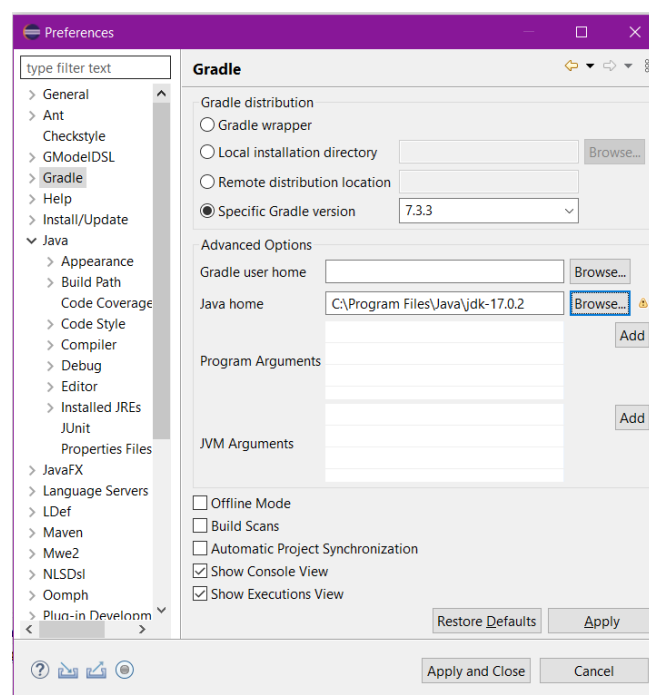 Preferences
type filter text
General
Ant
Checkstyle
GModelDSL
Gradle
Help
Install/Update
Java
Appearance
Build Path
Code Coverage
Code Style
Compiler
Debug
Editor
Installed JREs
JUnit
Properties Files
JavaFX
Language Servers
LDef
Maven
Mwe2
NLSDsl
Oomph
Plug-in Developm
Gradle
Gradle distribution
Gradle wrapper
Local installation directory Browse...
Remote distribution location
Specific Gradle version 7.3.3
Advanced Options
Gradle user home Browse...
Java home C:\Program Files\Java\jdk-17.0.2 Browse...
Add
Program Arguments
Add
JVM Arguments
Offline Mode
Build Scans
Automatic Project Synchronization
Show Console View
Show Executions View
Restore Defaults Apply
Apply and Close Cancel